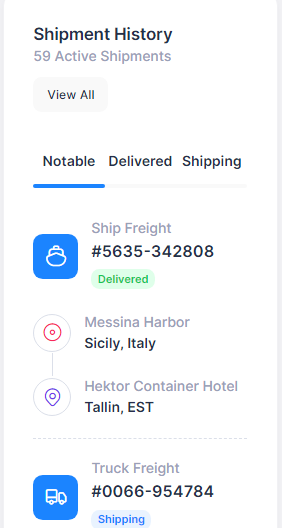 Shipment History
59 Active Shipments
View All
Notable Delivered Shipping
Ship Freight
#5635-342808
Delivered
Messina Harbor
Sicily, Italy
Hektor Container Hotel
Tallin, EST
Truck Freight
#0066-954784
Shipping